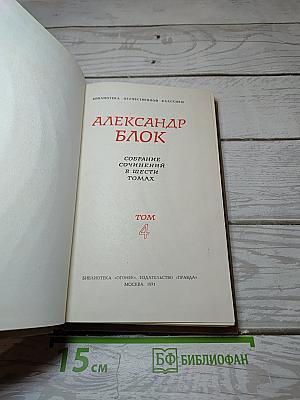 БИБЛИОТЕКА ОТЕЧЕСТВЕННОЙ КЛАССИКИ
АЛЕКСАНДР
БЛОК
СОБРАНИЕ
СОЧИНЕНИЙ
В ШЕСТИ
ТОМАХ
ТОМ
4
БИБЛИОТЕКА «ОГОНЕК». ИЗДАТЕЛЬСТВО «ПРАВДА»
МОСКВА. 1971
15 см
БФ БИБЛИОФАН